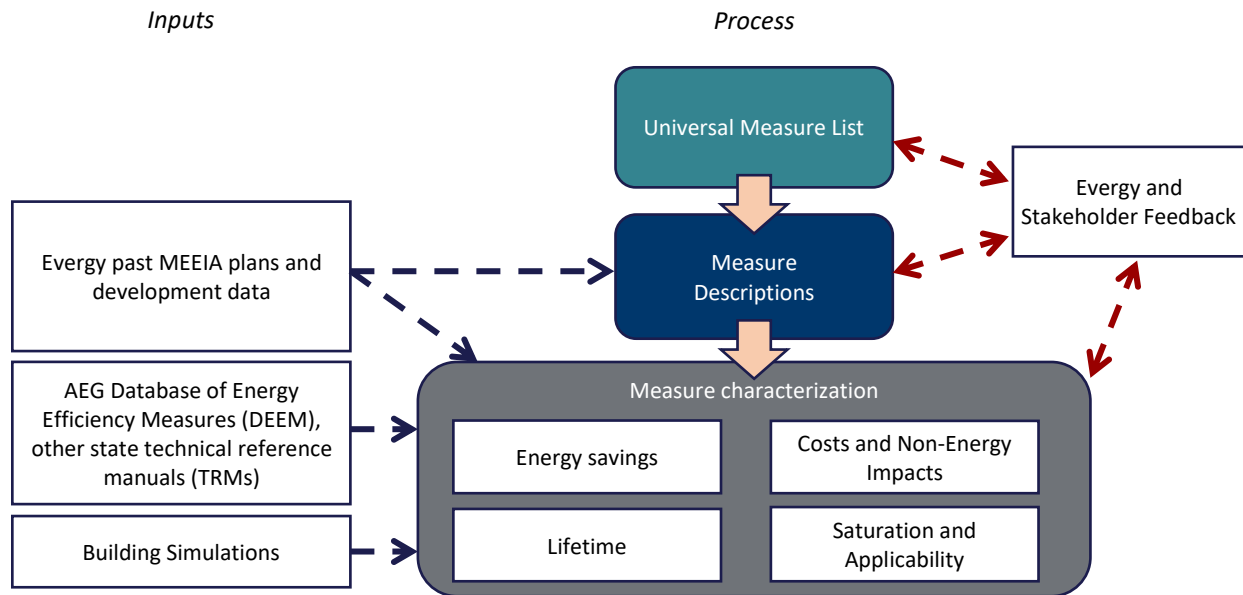 Inputs
Process
Universal Measure List
Evergy and
Stakeholder Feedback
Evergy past MEEIA plans and
development data
Measure
Descriptions
AEG Database of Energy
Efficiency Measures (DEEM),
other state technical reference
manuals (TRMs)
Measure characterization
Energy savings
Costs and Non-Energy
Impacts
Building Simulations
Lifetime
Saturation and
Applicability